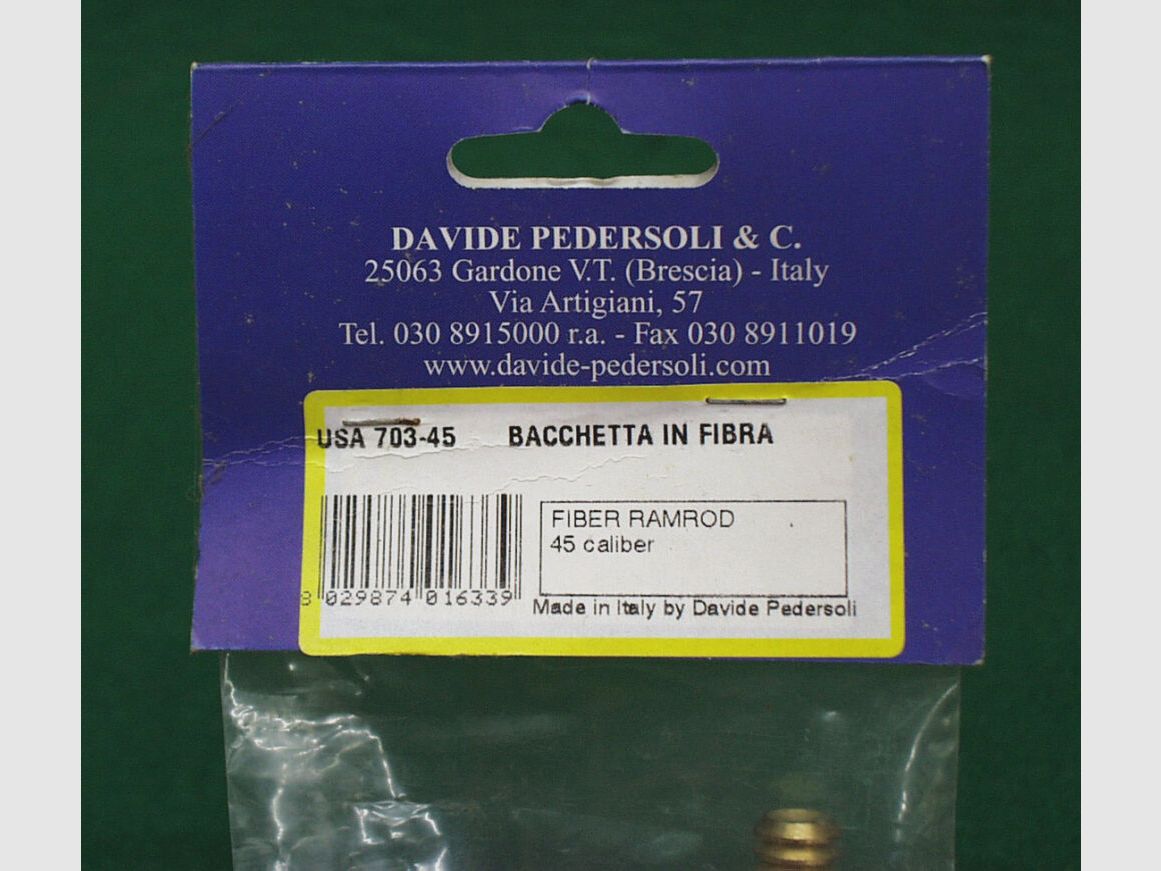 DAVIDE PEDERSOLI & C.
25063 Gardone V.T. (Brescia) - Italy
Via Artigiani, 57
Tel. 030 8915000 r.a. - Fax 030 8911019
www.davide-pedersoli.com
USA 703-45 BACCHETTA IN FIBRA
FIBER RAMROD
45 caliber
8 029874 016339
Made in Italy by Davide Pedersoli